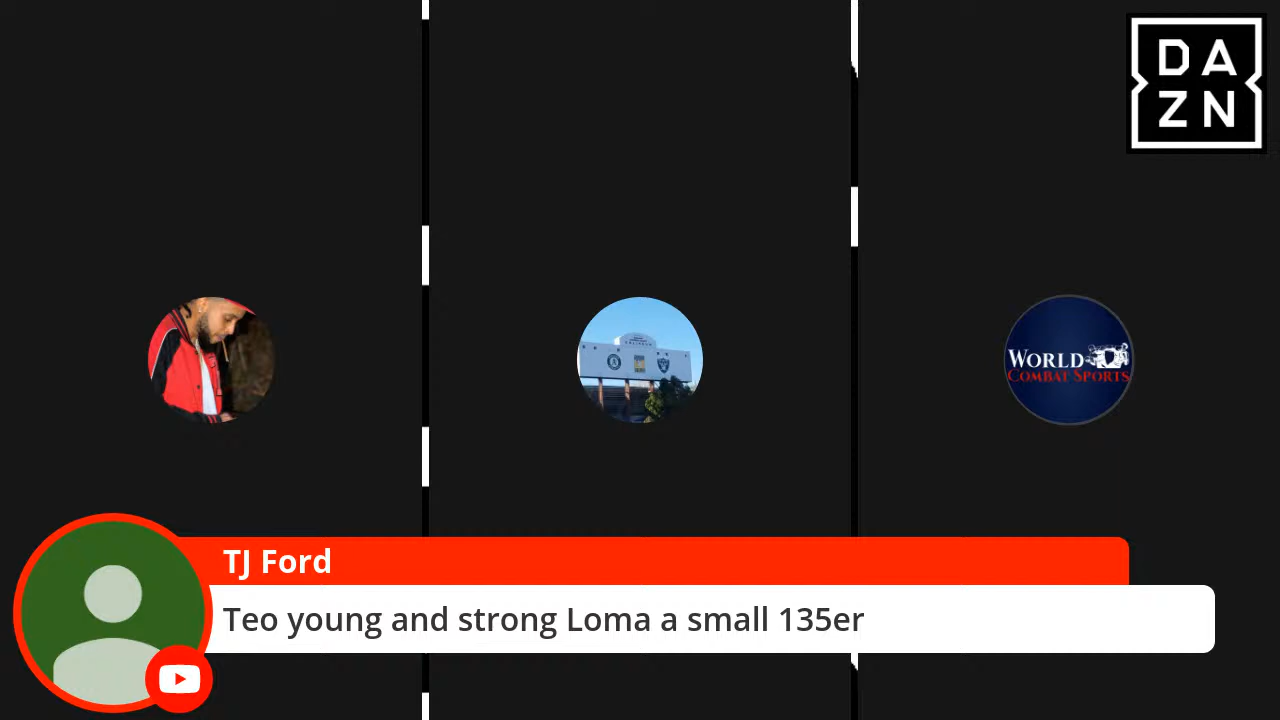 DA
ZN
WORLD
COMBAT SPORTS
TJ Ford
Teo young and strong Loma a small 135er